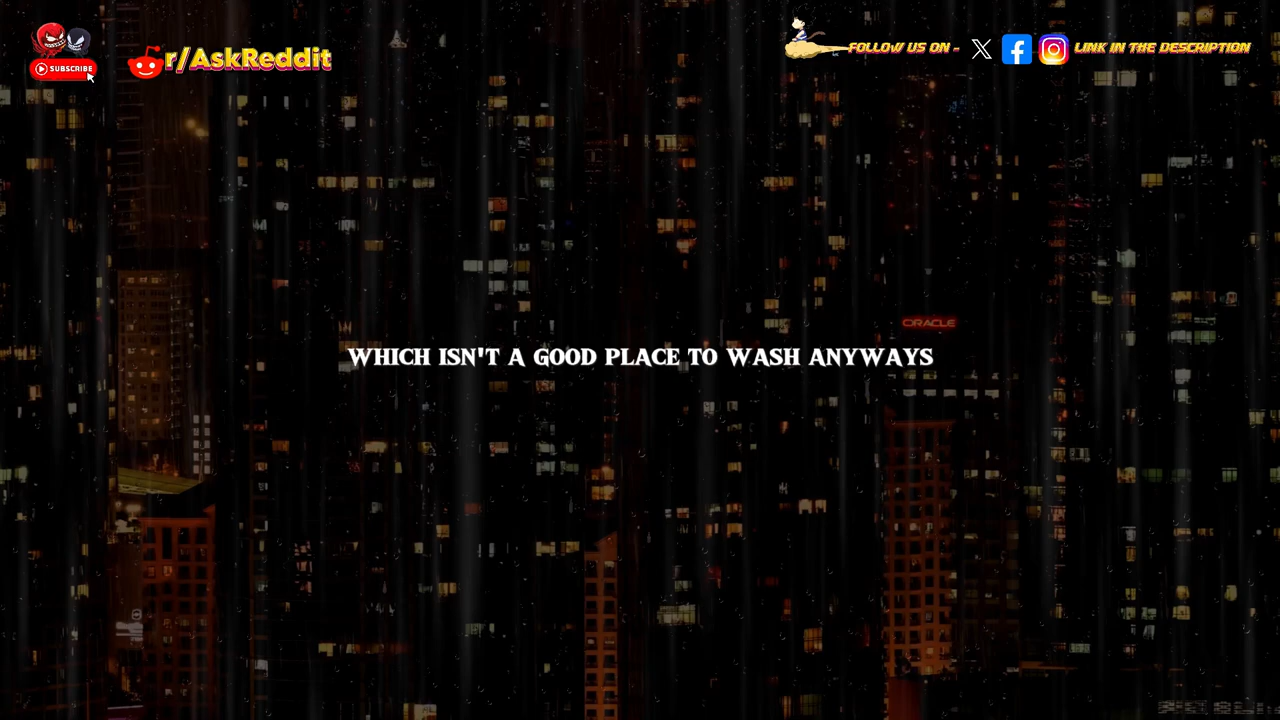 SUBSCRIBE
r/AskReddit
FOLLOW US ON -
LINK IN THE DESCRIPTION
ORACLE
WHICH ISN'T A GOOD PLACE TO WASH ANYWAYS